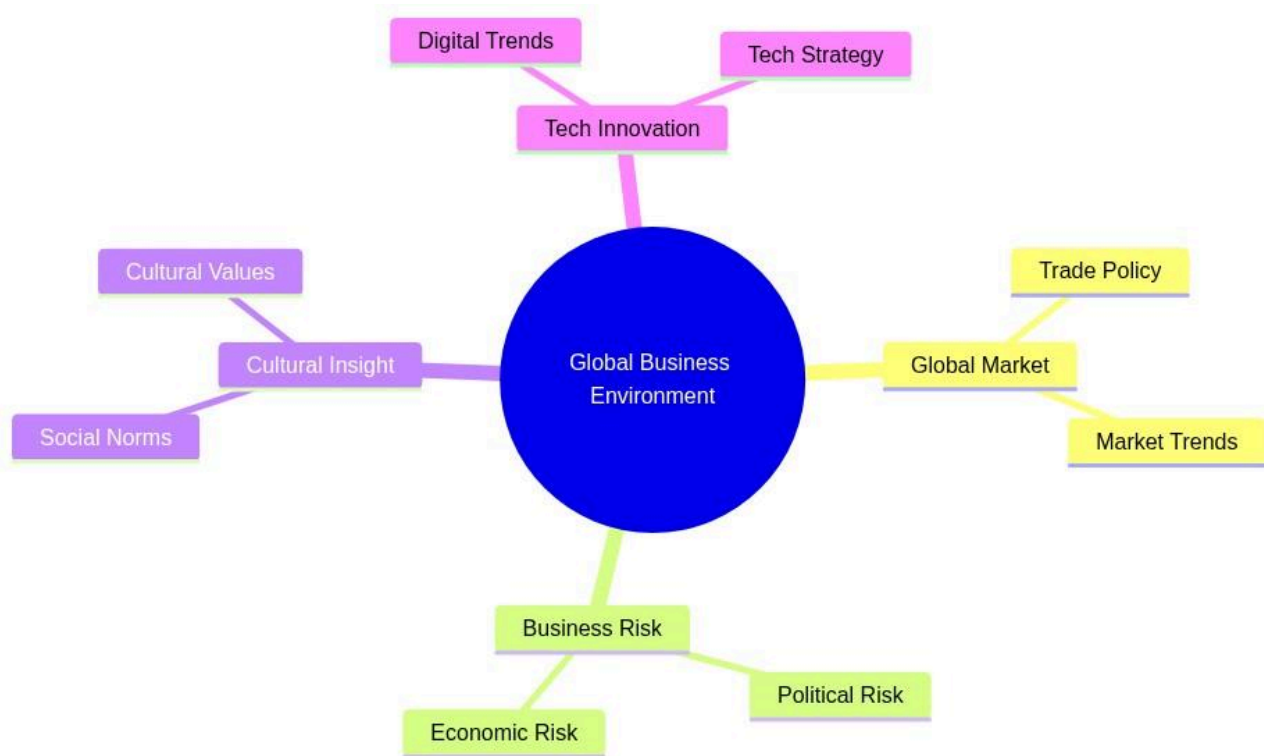 Digital Trends
Tech Strategy
Tech Innovation
Cultural Values
Trade Policy
Cultural Insight
Global Business
Environment
Global Market
Social Norms
Market Trends
Business Risk
Political Risk
Economic Risk